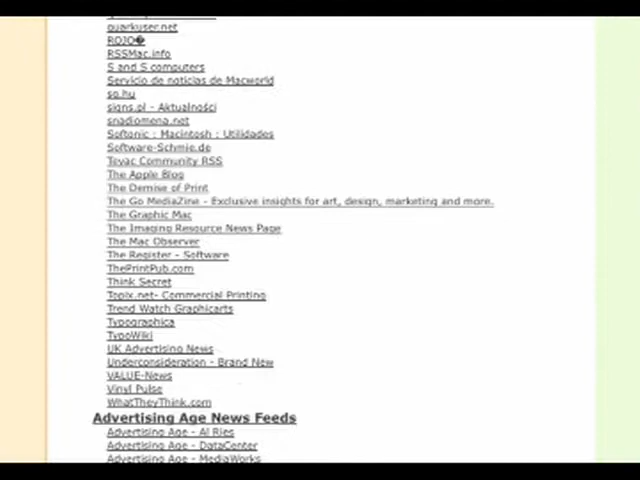 quarkuser.net
ROJO�
RSSMac.info
S and S computers
Servicio de noticias de Macworld
sg.hu
signs.pl - Aktualności
snadiomena.net
Softonic : Macintosh : Utilidades
Software-Schmie.de
Tevac Community RSS
The Apple Blog
The Demise of Print
The Go MediaZine - Exclusive insights for art, design, marketing and more.
The Graphic Mac
The Imaging Resource News Page
The Mac Observer
The Register - Software
ThePrintPub.com
Think Secret
Topix.net- Commercial Printing
Trend Watch Graphicarts
Typographica
TypoWiki
UK Advertising News
Underconsideration - Brand New
VALUE-News
Vinyl Pulse
WhatTheyThink.com
Advertising Age News Feeds
Advertising Age - Al Ries
Advertising Age - DataCenter
Advertising Age - MediaWorks